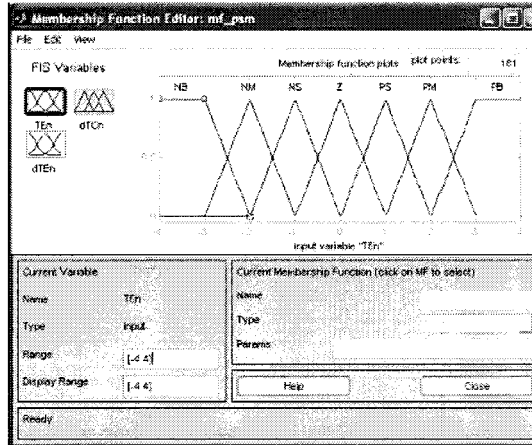 Membership Function Editor: mf_psm
File Edit View
FIS Variables
Membership function plots plot points: 181
NB NM NS Z PS PM PB
TEn dTCn
dTEn
input variable "TEn"
Current Variable
Current Membership Function (click on MF to select)
Name TEn
Name
Type input
Type
Params
Range [-4 4]
Display Range [-4 4]
Help Close
Ready